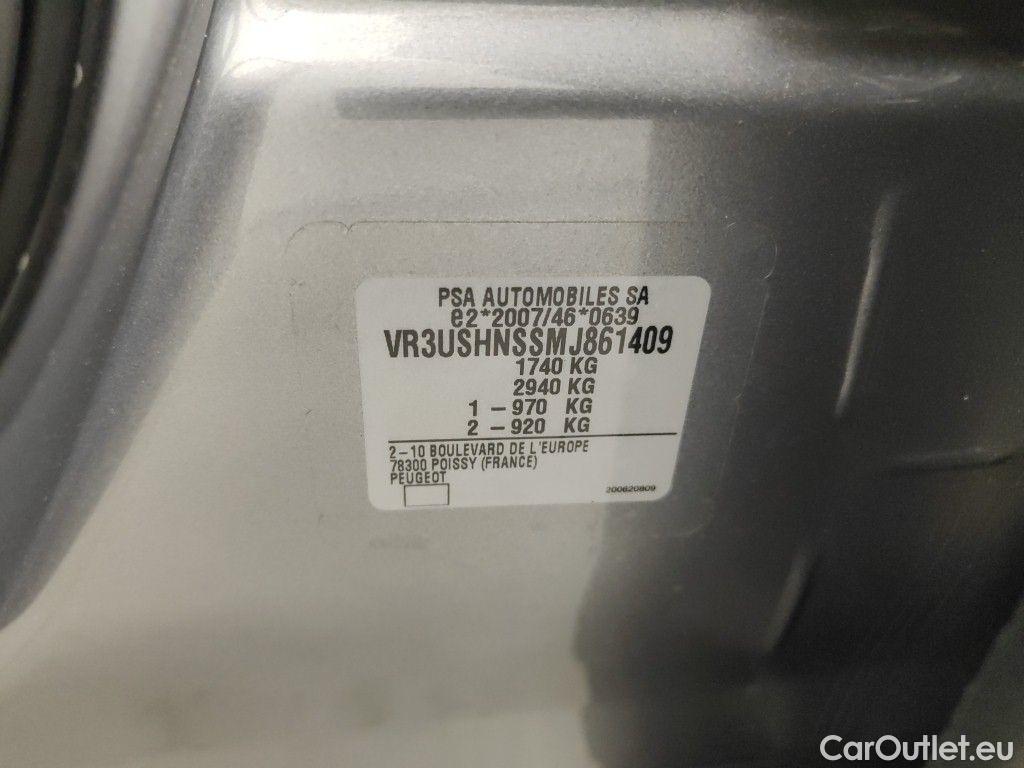 PSA AUTOMOBILES SA
e2*2007/46*0639
VR3USHNSSMJ861409
1740 KG
2940 KG
1 – 970 KG
2 – 920 KG
2 – 10 BOULEVARD DE L'EUROPE
78300 POISSY (FRANCE)
PEUGEOT
200620809
CarOutlet.eu